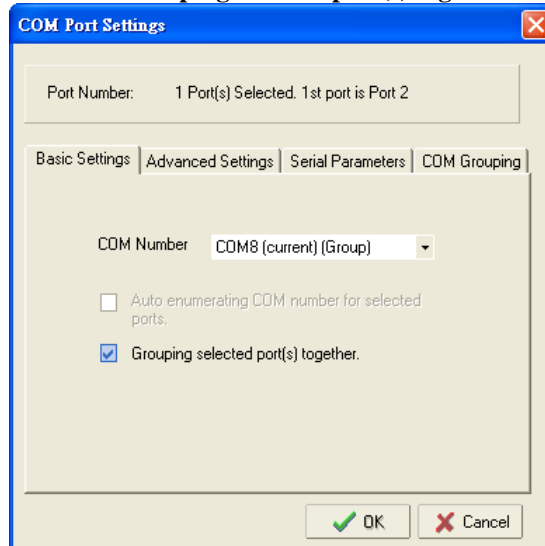 COM Port Settings
Port Number: 1 Port(s) Selected. 1st port is Port 2
Basic Settings Advanced Settings Serial Parameters COM Grouping
COM Number COM8 (current) (Group)
Auto enumerating COM number for selected
ports.
Grouping selected port(s) together.
OK Cancel